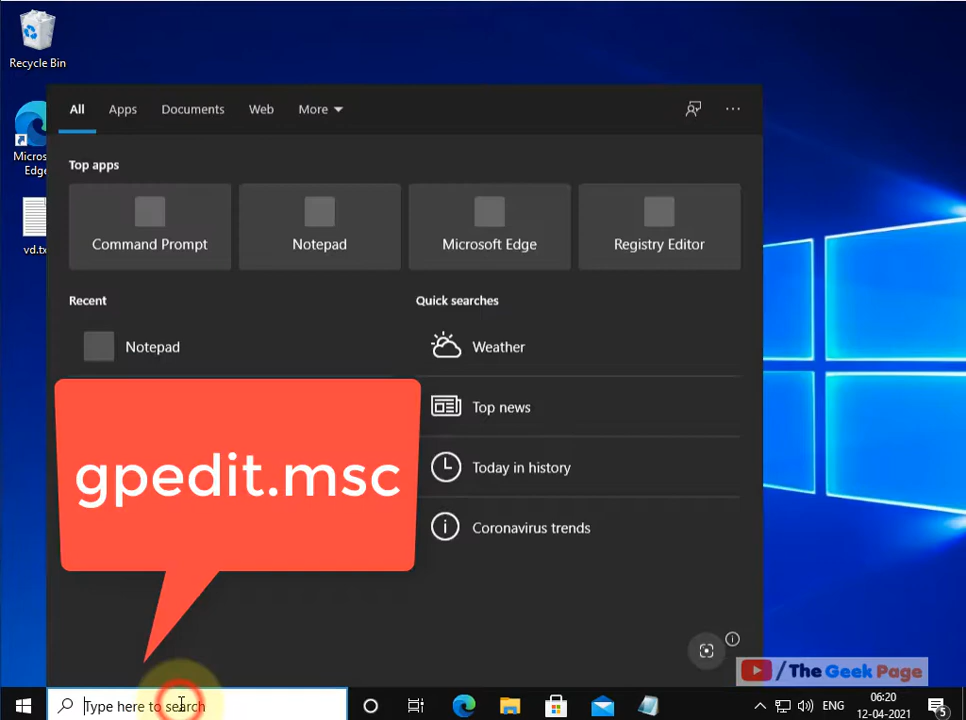 Recycle Bin
Micros
Edge
vd.tx
All
Apps
Documents
Web
More
Top apps
Command Prompt
Notepad
Microsoft Edge
Registry Editor
Recent
Quick searches
Notepad
Weather
Top news
Today in history
Coronavirus trends
gpedit.msc
/The Geek Page
Type here to search
ENG
06:20
12-04-2021
5